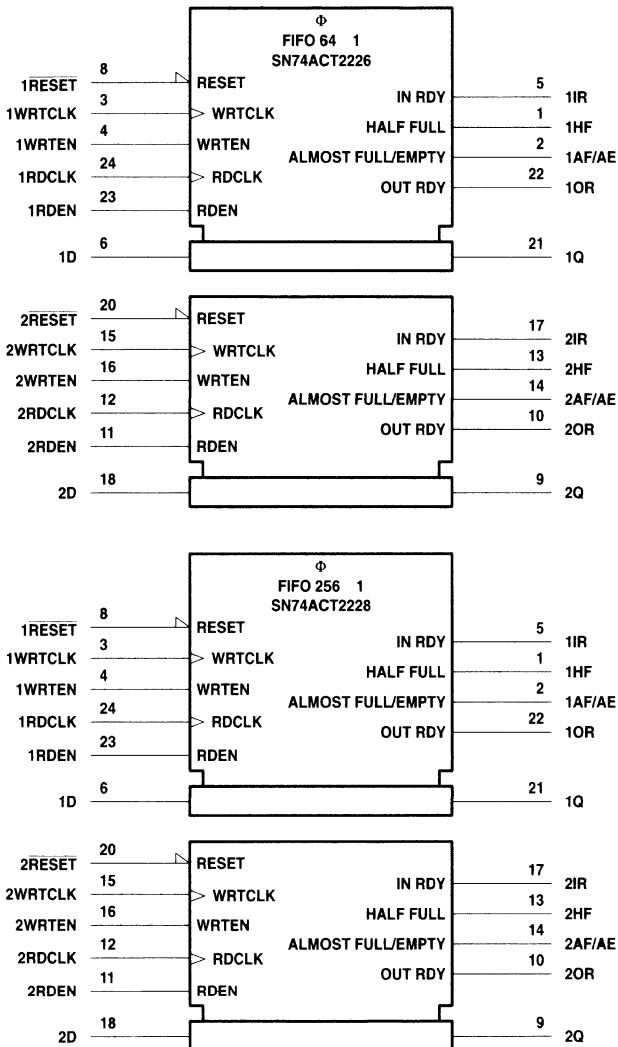 Φ
FIFO 64 1
SN74ACT2226
1RESET 8 RESET
IN RDY 5 1IR
1WRTCLK 3 WRTCLK
HALF FULL 1 1HF
1WRTEN 4 WRTEN
ALMOST FULL/EMPTY 2 1AF/AE
1RDCLK 24 RDCLK
OUT RDY 22 1OR
1RDEN 23 RDEN
1D 6 21 1Q
2RESET 20 RESET
IN RDY 17 2IR
2WRTCLK 15 WRTCLK
HALF FULL 13 2HF
2WRTEN 16 WRTEN
ALMOST FULL/EMPTY 14 2AF/AE
2RDCLK 12 RDCLK
OUT RDY 10 2OR
2RDEN 11 RDEN
2D 18 9 2Q
Φ
FIFO 256 1
SN74ACT2228
1RESET 8 RESET
IN RDY 5 1IR
1WRTCLK 3 WRTCLK
HALF FULL 1 1HF
1WRTEN 4 WRTEN
ALMOST FULL/EMPTY 2 1AF/AE
1RDCLK 24 RDCLK
OUT RDY 22 1OR
1RDEN 23 RDEN
1D 6 21 1Q
2RESET 20 RESET
IN RDY 17 2IR
2WRTCLK 15 WRTCLK
HALF FULL 13 2HF
2WRTEN 16 WRTEN
ALMOST FULL/EMPTY 14 2AF/AE
2RDCLK 12 RDCLK
OUT RDY 10 2OR
2RDEN 11 RDEN
2D 18 9 2Q